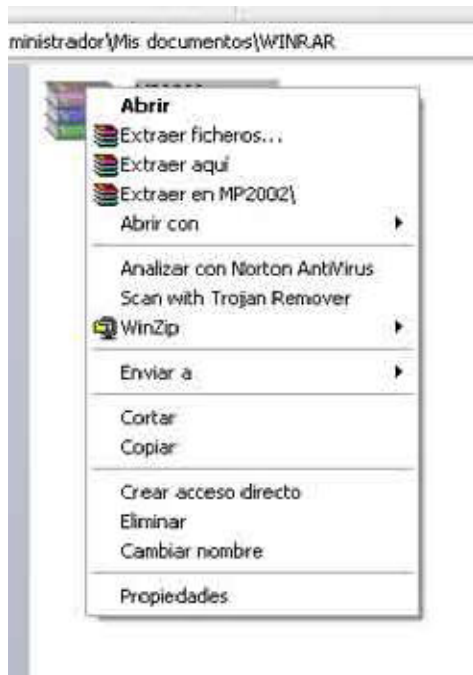 ministrador\Mis documentos\WINRAR
Abrir
Extraer ficheros...
Extraer aquí
Extraer en MP2002\
Abrir con
Analizar con Norton AntiVirus
Scan with Trojan Remover
WinZip
Enviar a
Cortar
Copiar
Crear acceso directo
Eliminar
Cambiar nombre
Propiedades